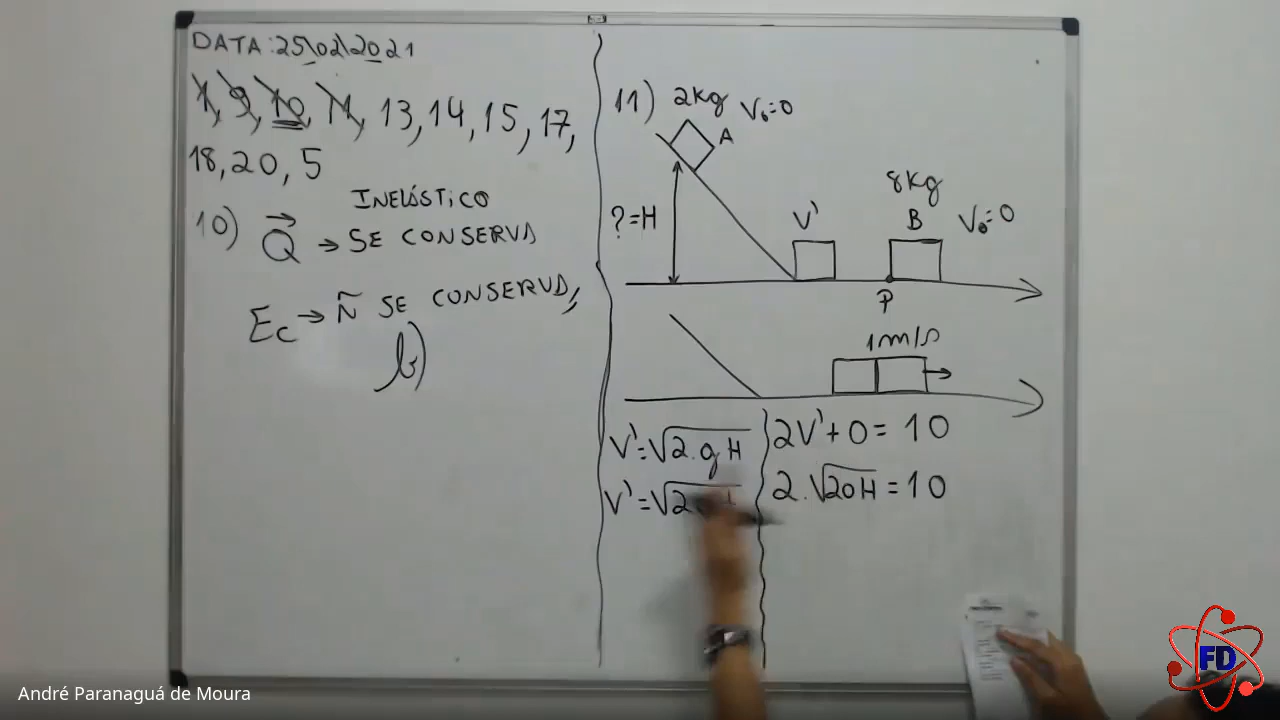 DATA: 25\02\2021
1, 9, 10, 11, 13, 14, 15, 17,
18, 20, 5
INELÁSTICO
10) Q → SE CONSERVA
Ec → Ñ SE CONSERVA,
b)
11) 2Kg V₀=0
A
8Kg
?=H V' B V₀=0
P
1m/s
V'=√2.gH
V'=√
2V'+0=10
2.√20H=10
André Paranaguá de Moura
FD